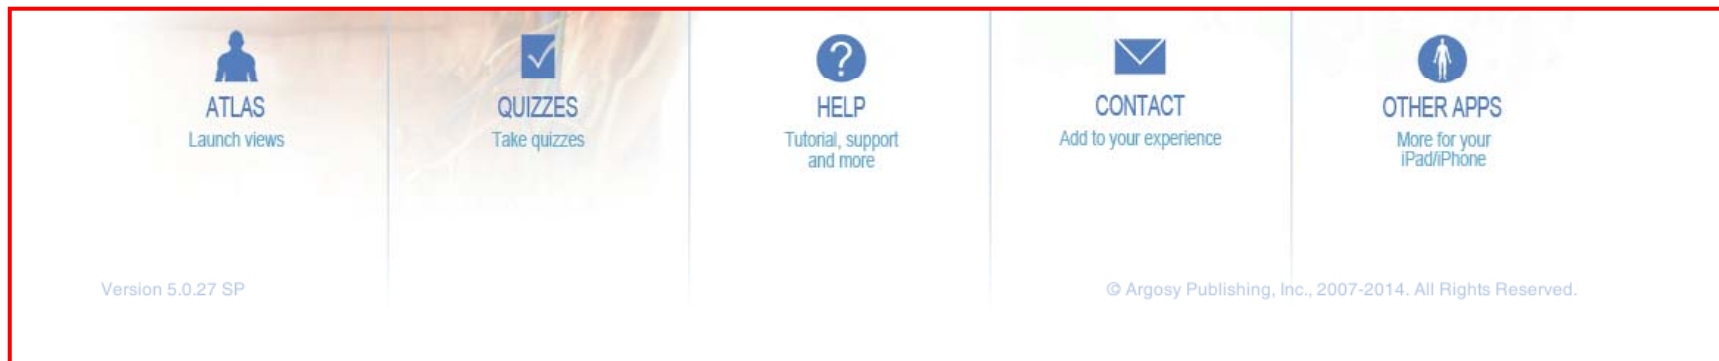 ATLAS
Launch views
QUIZZES
Take quizzes
HELP
Tutorial, support
and more
CONTACT
Add to your experience
OTHER APPS
More for your
iPad/iPhone
Version 5.0.27 SP
© Argosy Publishing, Inc., 2007-2014. All Rights Reserved.